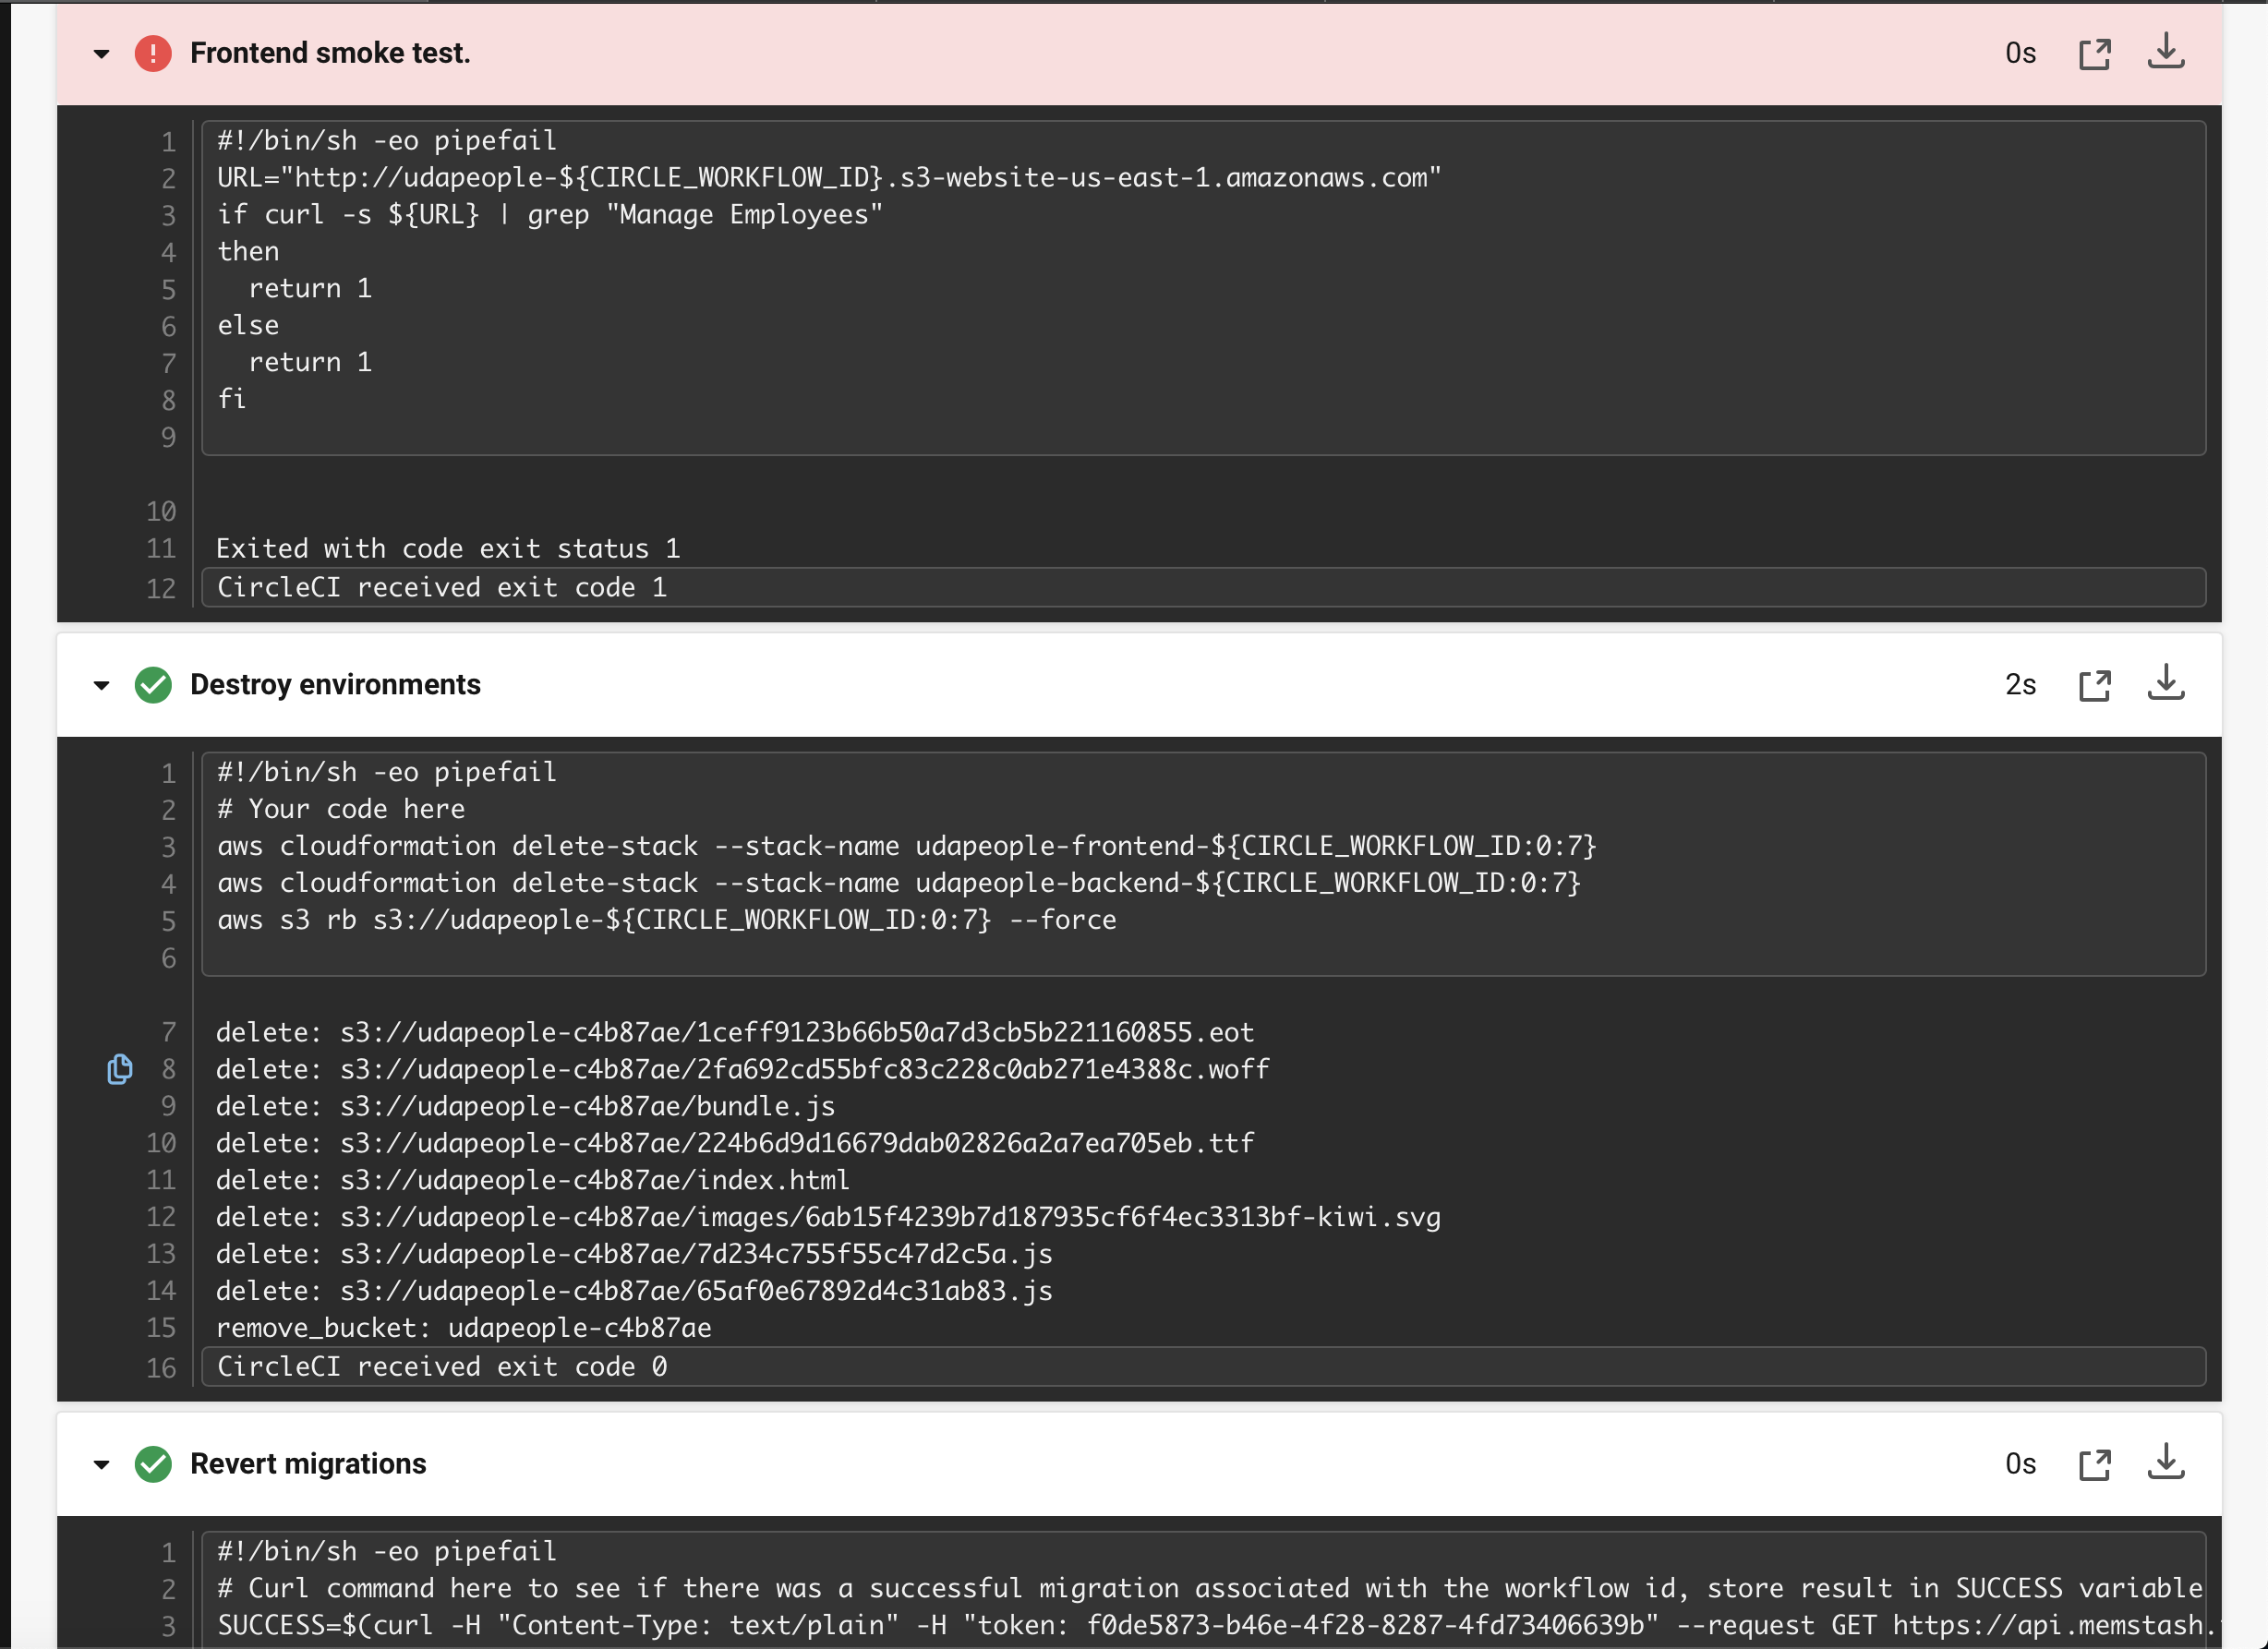 Frontend smoke test.
0s
1 #!/bin/sh -eo pipefail
2 URL="http://udapeople-${CIRCLE_WORKFLOW_ID}.s3-website-us-east-1.amazonaws.com"
3 if curl -s ${URL} | grep "Manage Employees"
4 then
5   return 1
6 else
7   return 1
8 fi
9
10
11 Exited with code exit status 1
12 CircleCI received exit code 1
Destroy environments
2s
1 #!/bin/sh -eo pipefail
2 # Your code here
3 aws cloudformation delete-stack --stack-name udapeople-frontend-${CIRCLE_WORKFLOW_ID:0:7}
4 aws cloudformation delete-stack --stack-name udapeople-backend-${CIRCLE_WORKFLOW_ID:0:7}
5 aws s3 rb s3://udapeople-${CIRCLE_WORKFLOW_ID:0:7} --force
6
7 delete: s3://udapeople-c4b87ae/1ceff9123b66b50a7d3cb5b221160855.eot
8 delete: s3://udapeople-c4b87ae/2fa692cd55bfc83c228c0ab271e4388c.woff
9 delete: s3://udapeople-c4b87ae/bundle.js
10 delete: s3://udapeople-c4b87ae/224b6d9d16679dab02826a2a7ea705eb.ttf
11 delete: s3://udapeople-c4b87ae/index.html
12 delete: s3://udapeople-c4b87ae/images/6ab15f4239b7d187935cf6f4ec3313bf-kiwi.svg
13 delete: s3://udapeople-c4b87ae/7d234c755f55c47d2c5a.js
14 delete: s3://udapeople-c4b87ae/65af0e67892d4c31ab83.js
15 remove_bucket: udapeople-c4b87ae
16 CircleCI received exit code 0
Revert migrations
0s
1 #!/bin/sh -eo pipefail
2 # Curl command here to see if there was a successful migration associated with the workflow id, store result in SUCCESS variable
3 SUCCESS=$(curl -H "Content-Type: text/plain" -H "token: f0de5873-b46e-4f28-8287-4fd73406639b" --request GET https://api.memstash.